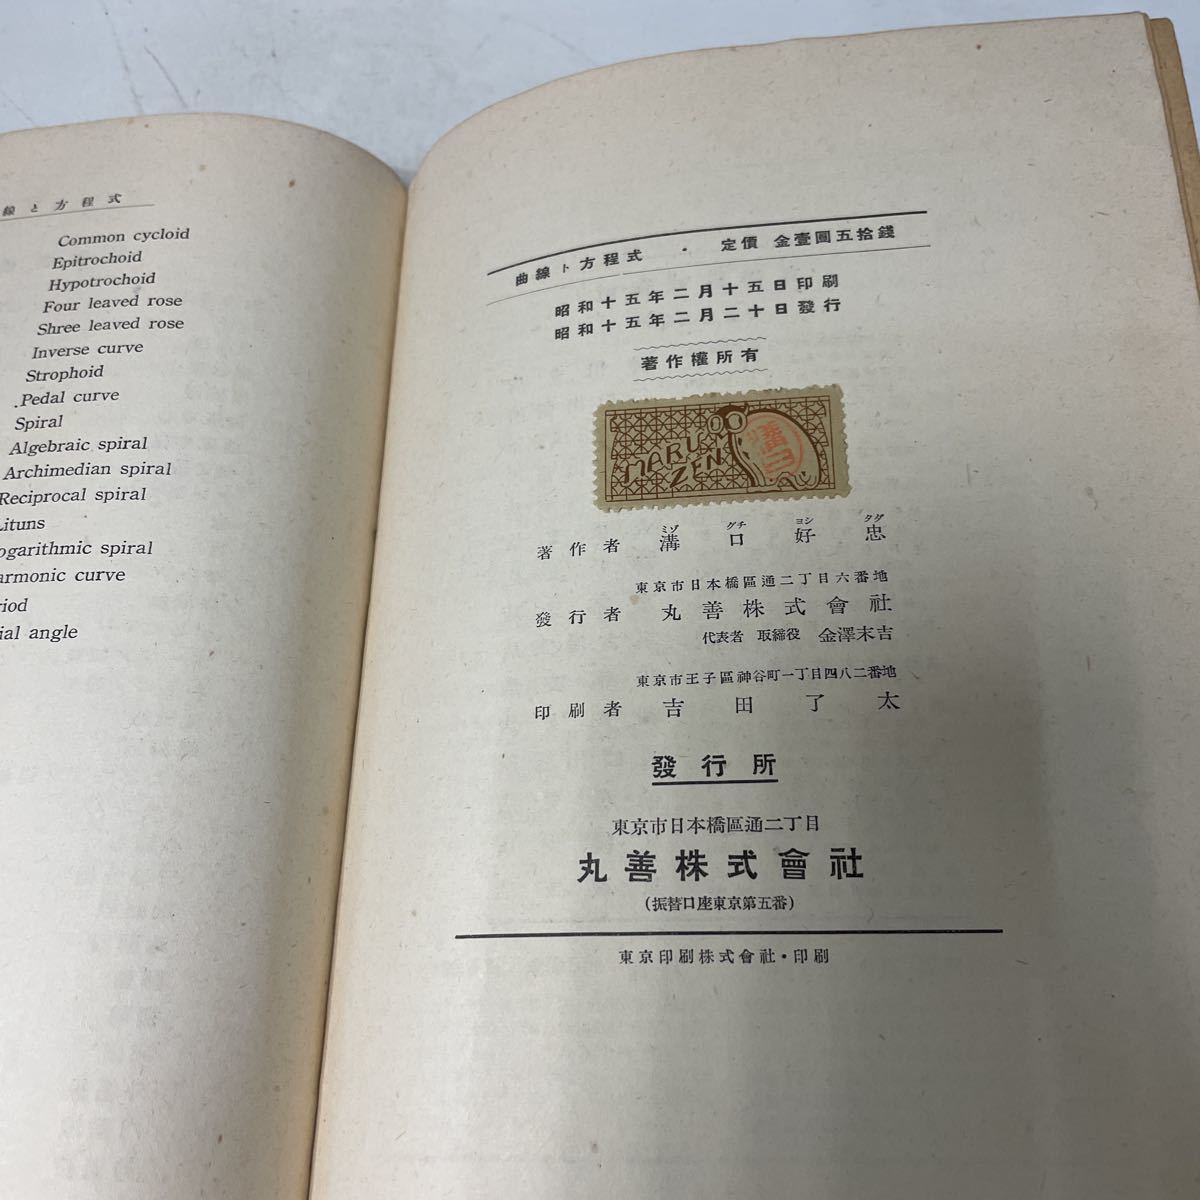 線と方程式
Common cycloid
Epitrochoid
Hypotrochoid
Four leaved rose
Shree leaved rose
Inverse curve
Strophoid
Pedal curve
Spiral
Algebraic spiral
Archimedian spiral
Reciprocal spiral
Lituns
ogarithmic spiral
armonic curve
riod
ial angle
曲線ト方程式 ・ 定價 金壹圓五拾錢
昭和十五年二月十五日印刷
昭和十五年二月二十日發行
著作權所有
MARU
ZEN
ミゾ グチ ヨシ タダ
著作者 溝口好忠
東京市日本橋區通二丁目六番地
發行者 丸善株式會社
代表者 取締役 金澤末吉
東京市王子區神谷町一丁目四八二番地
印刷者 吉田了太
發行所
東京市日本橋區通二丁目
丸善株式會社
(振替口座東京第五番)
東京印刷株式會社・印刷